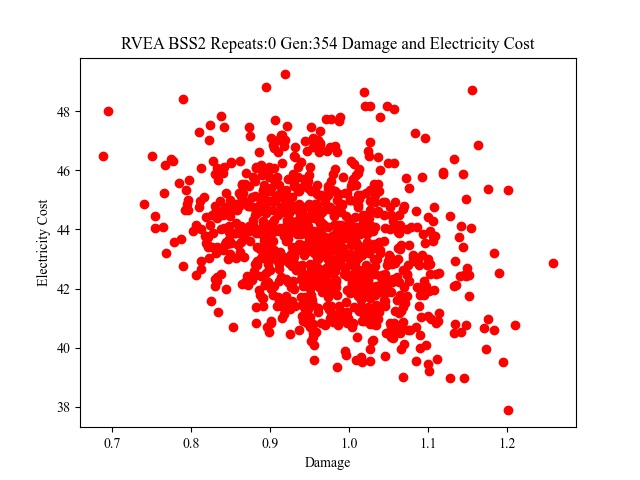 RVEA BSS2 Repeats:0 Gen:354 Damage and Electricity Cost
48
46
44
42
40
38
Electricity Cost
0.7 0.8 0.9 1.0 1.1 1.2
Damage